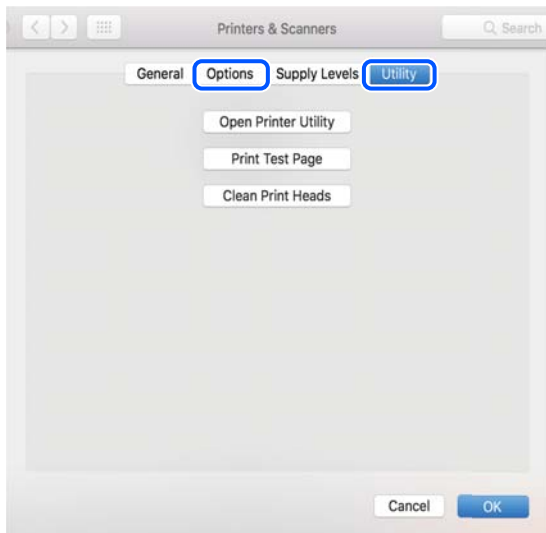 Printers & Scanners
Search
General Options Supply Levels Utility
Open Printer Utility
Print Test Page
Clean Print Heads
Cancel OK